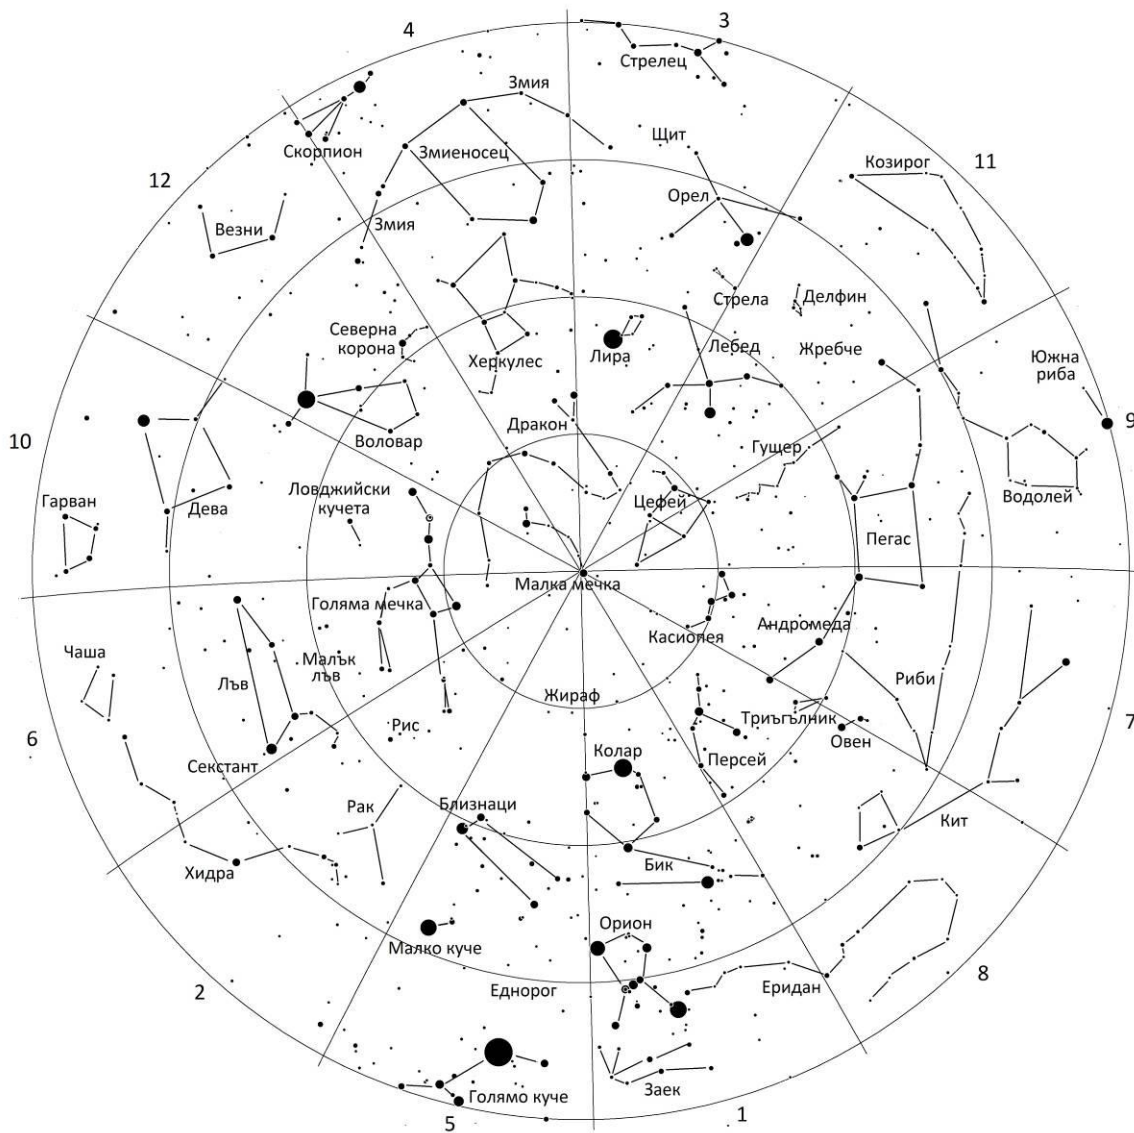 3
4
Стрелец
Змия
Щит
Змиеносец
Скорпион
Козирог
11
12
Орел
Везни
Змия
Стрела
Делфин
Северна
корона
Херкулес
Лира
Лебед
Жребче
Южна
риба
Дракон
9
10
Воловар
Гущер
Ловджийски
кучета
Гарван
Дева
Цефей
Водолей
Пегас
Малка мечка
Голяма мечка
Касиопея
Андромеда
Чаша
Малък
лъв
Лъв
Жираф
Риби
Триъгълник
6
Рис
7
Овен
Секстант
Колар
Персей
Рак
Близнаци
Кит
Хидра
Бик
Орион
Малко куче
8
2
Еднорог
Еридан
Голямо куче
Заек
5
1